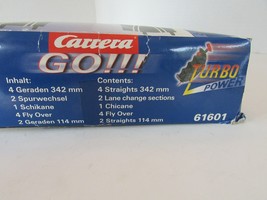 Carrera
GO!!!
Inhalt:
4 Geraden 342 mm
2 Spurwechsel
1 Schikane
4 Fly Over
2 Geraden 114 mm
Contents:
4 Straights 342 mm
2 Lane change sections
1 Chicane
4 Fly Over
2 Straights 114 mm
TURBO
POWER
61601